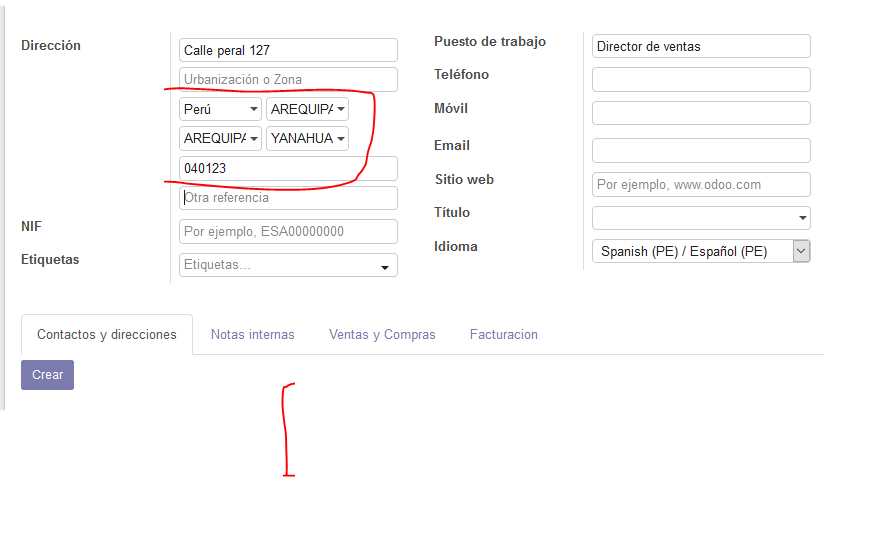 Dirección
Calle peral 127
Urbanización o Zona
Perú AREQUIPA
AREQUIPA YANAHUA
040123
Otra referencia
NIF
Por ejemplo, ESA00000000
Etiquetas
Etiquetas...
Puesto de trabajo
Director de ventas
Teléfono
Móvil
Email
Sitio web
Por ejemplo, www.odoo.com
Título
Idioma
Spanish (PE) / Español (PE)
Contactos y direcciones Notas internas Ventas y Compras Facturacion
Crear